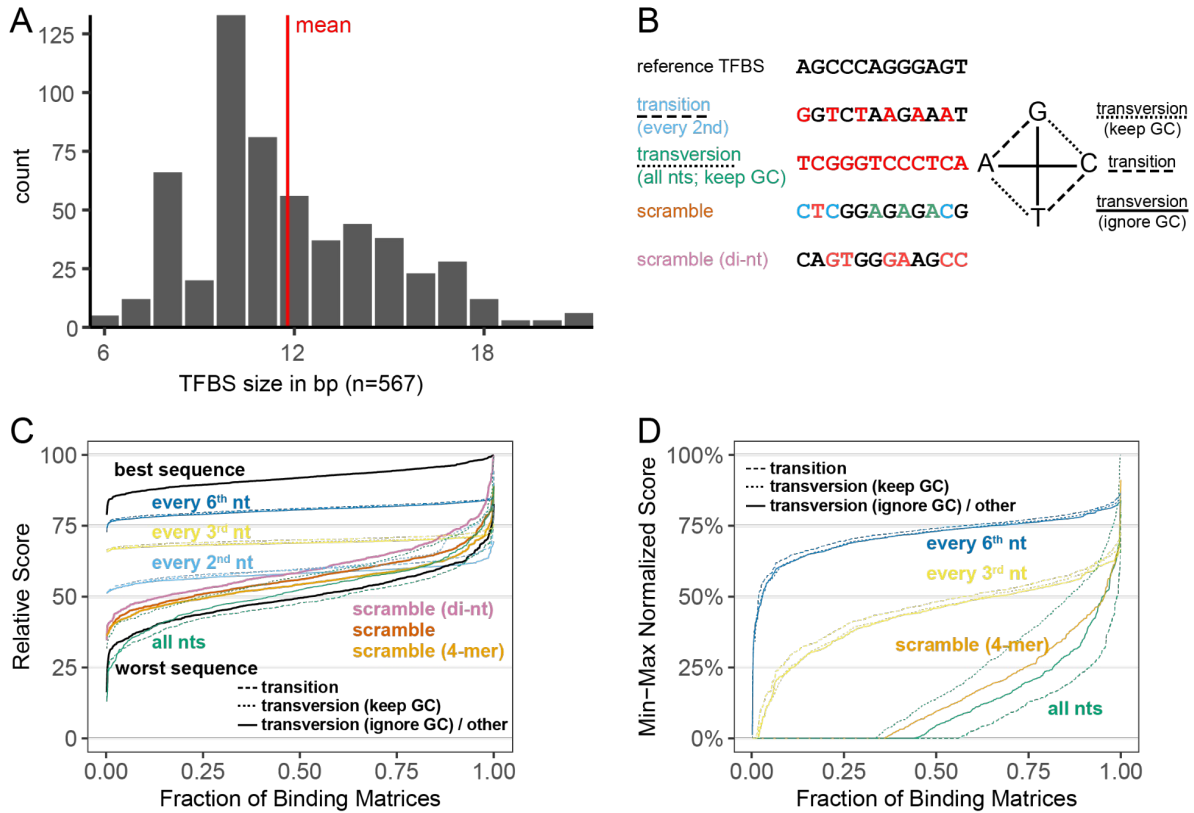 A
125
100
75
50
25
0
count
mean
6
12
18
TFBS size in bp (n=567)
B
reference TFBS
AGCCCAGGGAGT
transition
(every 2nd)
GGTCTAAGAAAT
transversion
(all nts; keep GC)
TCGGGTCCCTCA
scramble
CTCGGAGAGACG
scramble (di-nt)
CAGTGGGAAGCC
G
A
C
T
transversion
(keep GC)
transition
transversion
(ignore GC)
C
100
75
50
25
0
Relative Score
best sequence
every 6th nt
every 3rd nt
every 2nd nt
scramble (di-nt)
scramble
scramble (4-mer)
all nts
worst sequence
transition
transversion (keep GC)
transversion (ignore GC) / other
0.00
0.25
0.50
0.75
1.00
Fraction of Binding Matrices
D
100%
75%
50%
25%
0%
Min−Max Normalized Score
transition
transversion (keep GC)
transversion (ignore GC) / other
every 6th nt
every 3rd nt
scramble (4-mer)
all nts
0.00
0.25
0.50
0.75
1.00
Fraction of Binding Matrices